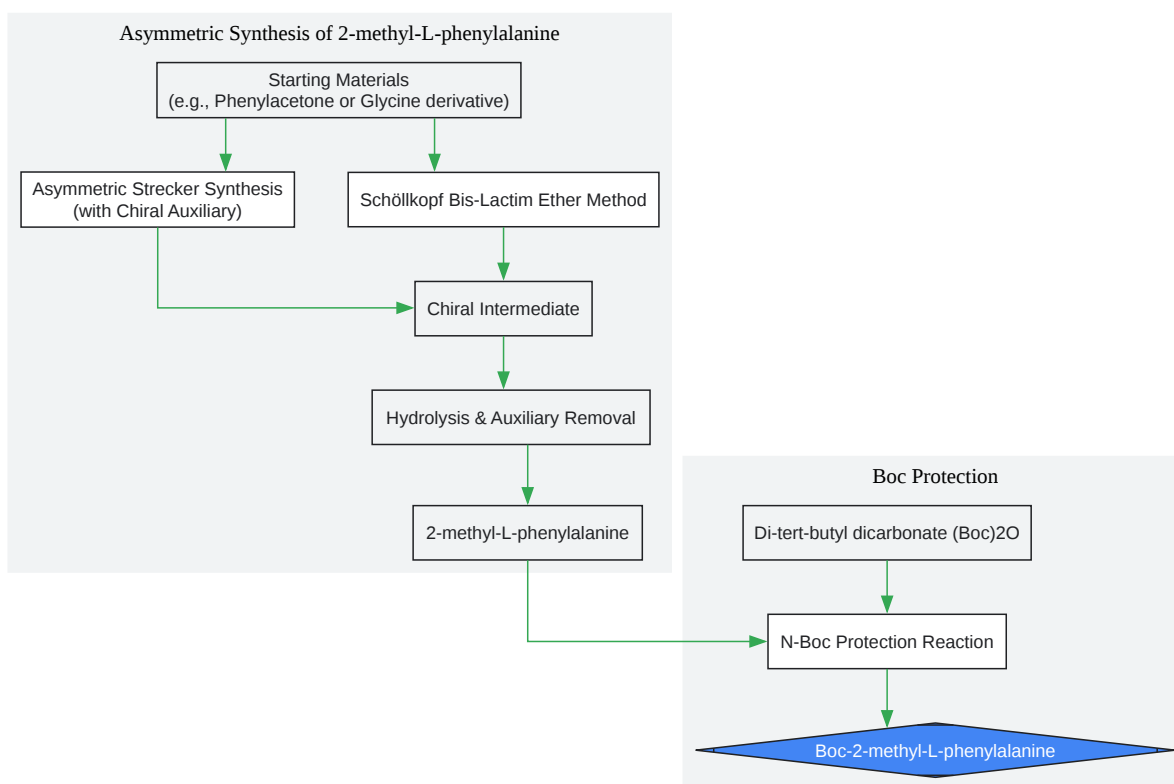 Asymmetric Synthesis of 2-methyl-L-phenylalanine
Starting Materials
(e.g., Phenylacetone or Glycine derivative)
Asymmetric Strecker Synthesis
(with Chiral Auxiliary)
Schöllkopf Bis-Lactim Ether Method
Chiral Intermediate
Hydrolysis & Auxiliary Removal
2-methyl-L-phenylalanine
Boc Protection
Di-tert-butyl dicarbonate (Boc)2O
N-Boc Protection Reaction
Boc-2-methyl-L-phenylalanine